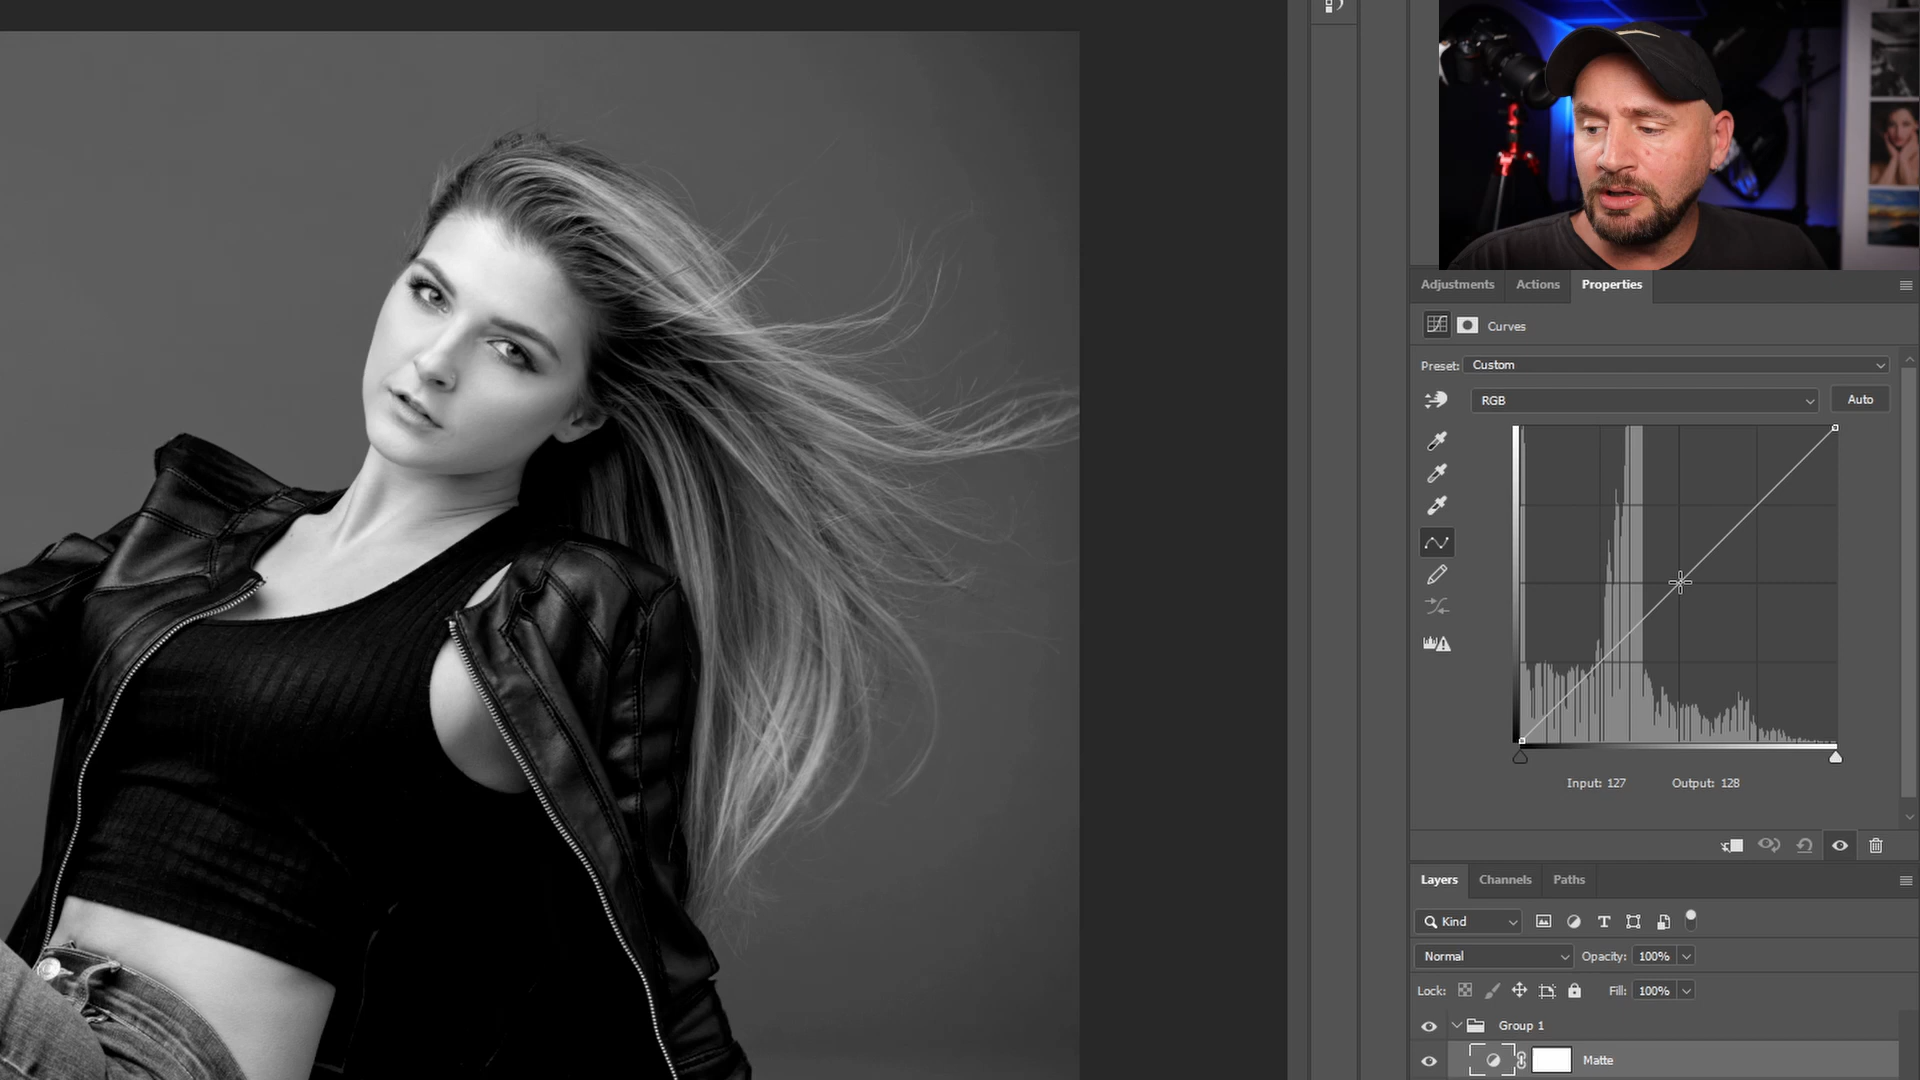 Adjustments Actions Properties
Curves
Preset: Custom
RGB Auto
Input: 127 Output: 128
Layers Channels Paths
Kind
Normal Opacity: 100%
Lock: Fill: 100%
Group 1
Matte